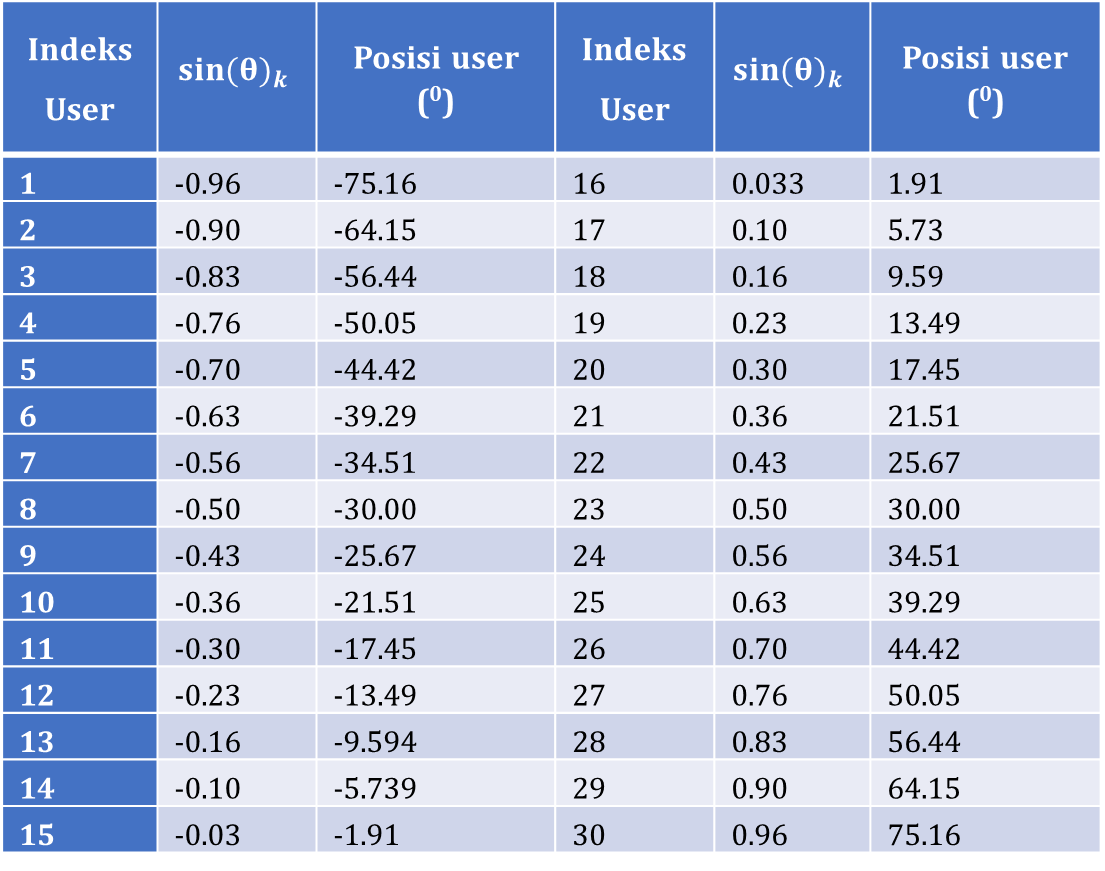 Indeks User sin(θ)ₖ Posisi user (⁰) Indeks User sin(θ)ₖ Posisi user (⁰)
1 -0.96 -75.16 16 0.033 1.91
2 -0.90 -64.15 17 0.10 5.73
3 -0.83 -56.44 18 0.16 9.59
4 -0.76 -50.05 19 0.23 13.49
5 -0.70 -44.42 20 0.30 17.45
6 -0.63 -39.29 21 0.36 21.51
7 -0.56 -34.51 22 0.43 25.67
8 -0.50 -30.00 23 0.50 30.00
9 -0.43 -25.67 24 0.56 34.51
10 -0.36 -21.51 25 0.63 39.29
11 -0.30 -17.45 26 0.70 44.42
12 -0.23 -13.49 27 0.76 50.05
13 -0.16 -9.594 28 0.83 56.44
14 -0.10 -5.739 29 0.90 64.15
15 -0.03 -1.91 30 0.96 75.16